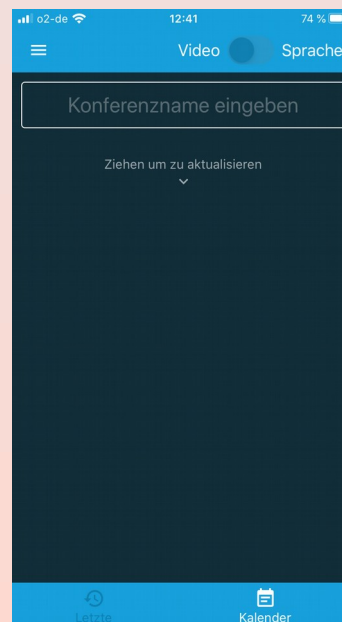 o2-de 12:41 74 %
Video Sprache
Konferenzname eingeben
Ziehen um zu aktualisieren
Letzte Kalender